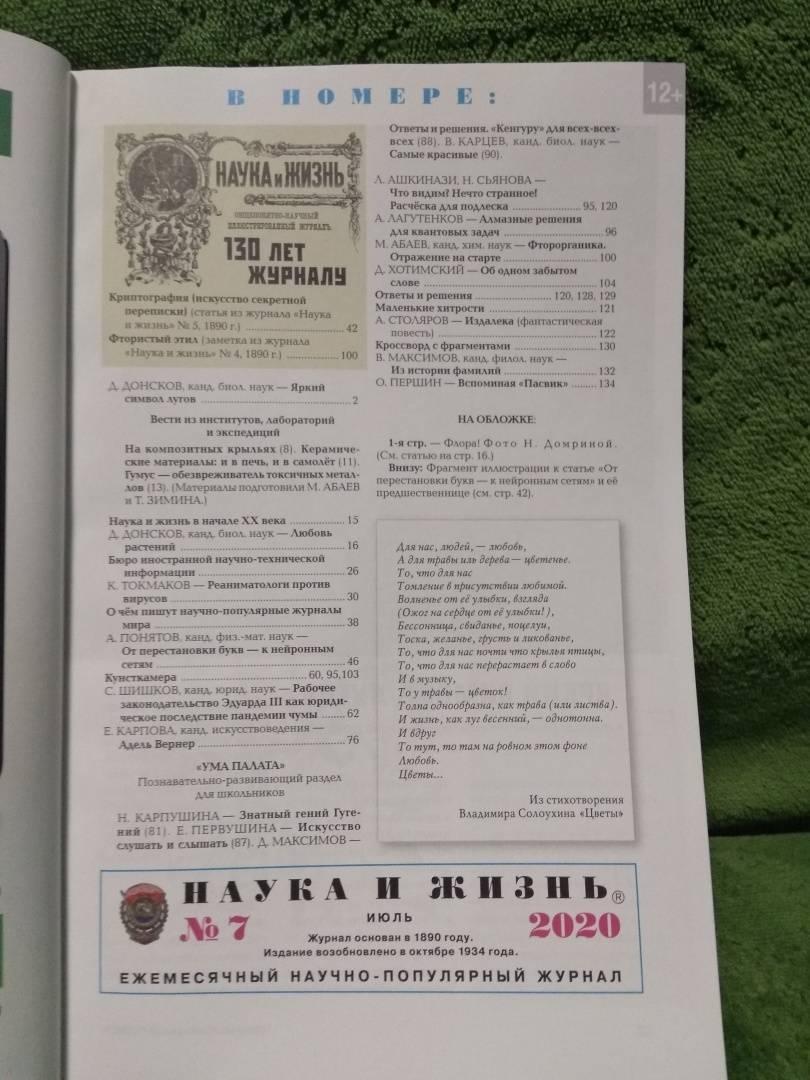 В НОМЕРЕ:
12+
НАУКА и ЖИЗНЬ
ОБЩЕПОНЯТНО-НАУЧНЫЙ
ИЛЛЮСТРИРОВАННЫЙ ЖУРНАЛЪ.
130 ЛЕТ
ЖУРНАЛУ
Криптография (искусство секретной
переписки) (статья из журнала «Наука
и жизнь» № 5, 1890 г.) ..... 42
Фтористый этил (заметка из журнала
«Наука и жизнь» № 4, 1890 г.) ..... 100
Д. ДОНСКОВ, канд. биол. наук — Яркий
символ лугов ..... 2
Вести из институтов, лабораторий
и экспедиций
На композитных крыльях (8). Керамиче-
ские материалы: и в печь, и в самолёт (11).
Гумус — обезвреживатель токсичных метал-
лов (13). (Материалы подготовили М. АБАЕВ
и Т. ЗИМИНА.)
Наука и жизнь в начале XX века ..... 15
Д. ДОНСКОВ, канд. биол. наук — Любовь
растений ..... 16
Бюро иностранной научно-технической
информации ..... 26
К. ТОКМАКОВ — Реаниматологи против
вирусов ..... 30
О чём пишут научно-популярные журналы
мира ..... 38
А. ПОНЯТОВ, канд. физ.-мат. наук —
От перестановки букв — к нейронным
сетям ..... 46
Кунсткамера ..... 60, 95, 103
С. ШИШКОВ, канд. юрид. наук — Рабочее
законодательство Эдуарда III как юриди-
ческое последствие пандемии чумы ..... 62
Е. КАРПОВА, канд. искусствоведения —
Адель Вернер ..... 76
«УМА ПАЛАТА»
Познавательно-развивающий раздел
для школьников
Н. КАРПУШИНА — Знатный гений Гуге-
ний (81). Е. ПЕРВУШИНА — Искусство
слушать и слышать (87). Д. МАКСИМОВ —
Ответы и решения. «Кенгуру» для всех-всех-
всех (88). В. КАРЦЕВ, канд. биол. наук —
Самые красивые (90).
Л. АШКИНАЗИ, Н. СЬЯНОВА —
Что видим? Нечто странное!
Расчёска для подлеска ..... 95, 120
А. ЛАГУТЕНКОВ — Алмазные решения
для квантовых задач ..... 96
М. АБАЕВ, канд. хим. наук — Фторорганика.
Отражение на старте ..... 100
Д. ХОТИМСКИЙ — Об одном забытом
слове ..... 104
Ответы и решения ..... 120, 128, 129
Маленькие хитрости ..... 121
А. СТОЛЯРОВ — Издалека (фантастическая
повесть) ..... 122
Кроссворд с фрагментами ..... 130
В. МАКСИМОВ, канд. филол. наук —
Из истории фамилий ..... 132
О. ПЕРШИН — Вспоминая «Пасвик» ..... 134
НА ОБЛОЖКЕ:
1-я стр. — Флора! Фото Н. Домриной.
(См. статью на стр. 16.)
Внизу: Фрагмент иллюстрации к статье «От
перестановки букв — к нейронным сетям» и её
предшественнице (см. стр. 42).
Для нас, людей, — любовь,
А для травы иль дерева — цветенье.
То, что для нас
Томление в присутствии любимой.
Волненье от её улыбки, взгляда
(Ожог на сердце от её улыбки!),
Бессонница, свиданье, поцелуи,
Тоска, желанье, грусть и ликованье,
То, что для нас почти что крылья птицы,
То, что для нас перерастает в слово
И в музыку,
То у травы — цветок!
Толпа однообразна, как трава (или листва).
И жизнь, как луг весенний, — однотонна.
И вдруг
То тут, то там на ровном этом фоне
Любовь.
Цветы...
Из стихотворения
Владимира Солоухина «Цветы»
НАУКА И ЖИЗНЬ®
№ 7
ИЮЛЬ
2020
Журнал основан в 1890 году.
Издание возобновлено в октябре 1934 года.
ЕЖЕМЕСЯЧНЫЙ НАУЧНО-ПОПУЛЯРНЫЙ ЖУРНАЛ